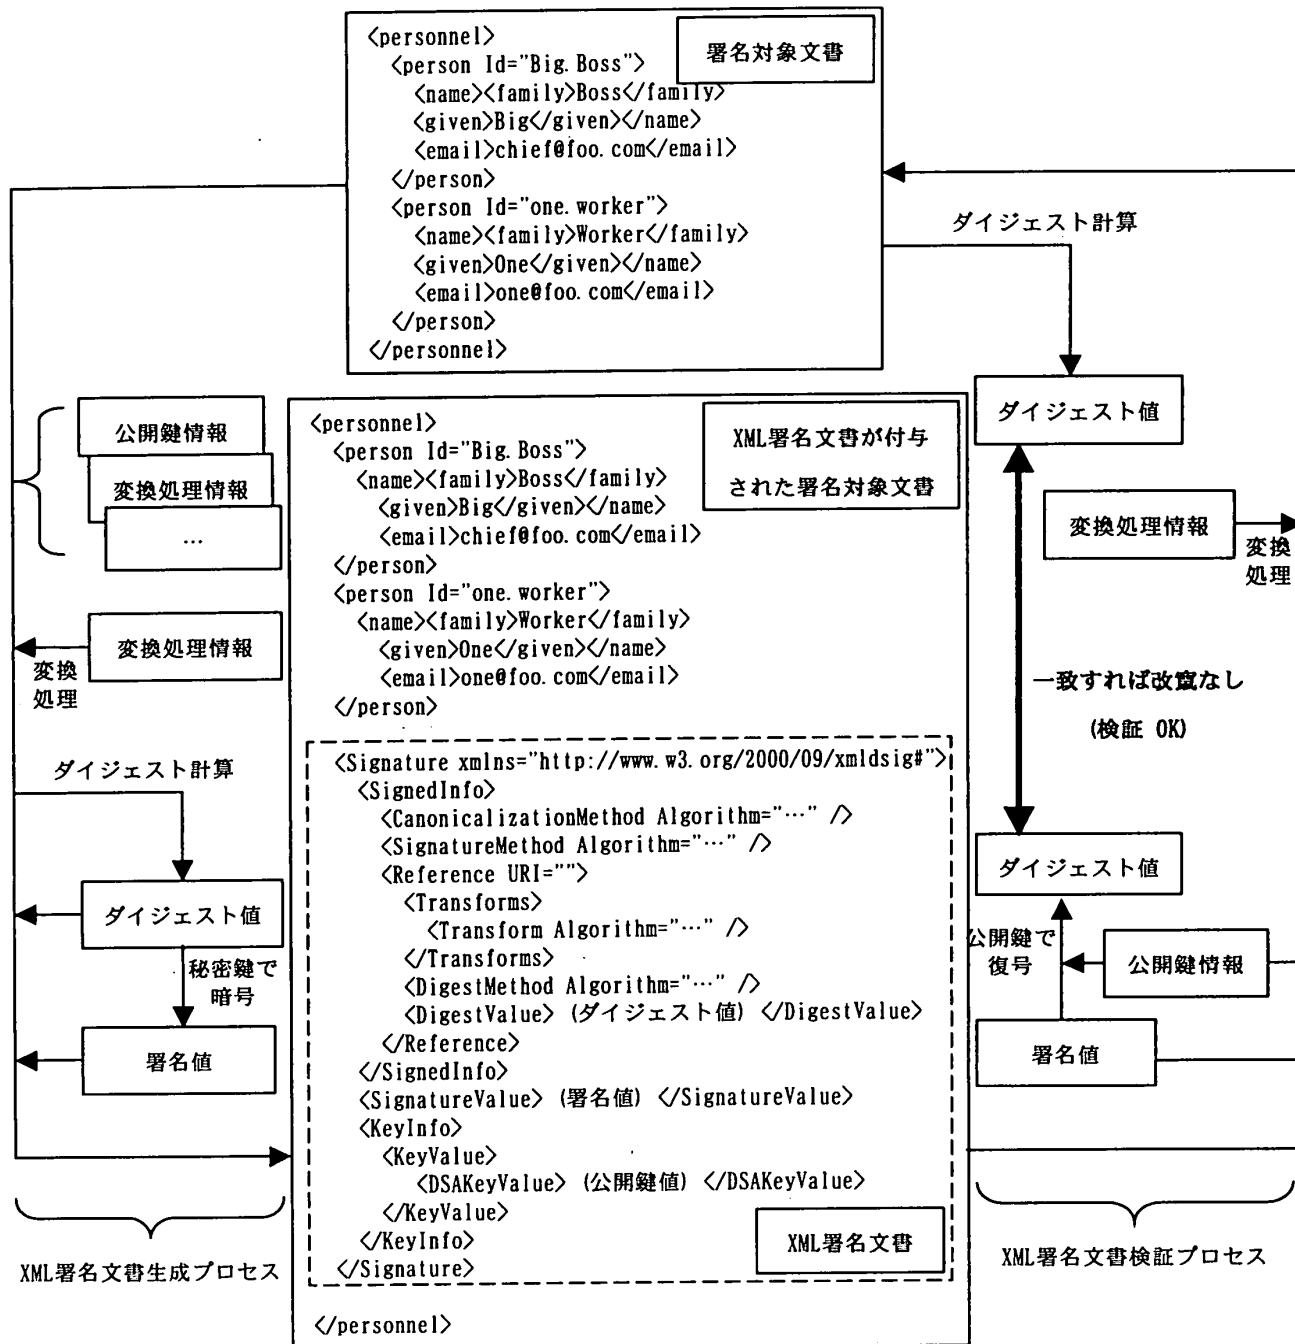 <personnel>
<person Id="Big.Boss">
<name><family>Boss</family>
<given>Big</given></name>
<email>chief@foo.com</email>
</person>
<person Id="one.worker">
<name><family>Worker</family>
<given>One</given></name>
<email>one@foo.com</email>
</person>
</personnel>
署名対象文書
ダイジェスト計算
ダイジェスト値
変換処理情報
変換
処理
一致すれば改竄なし
(検証 OK)
ダイジェスト値
公開鍵で
復号
公開鍵情報
署名値
XML署名文書検証プロセス
公開鍵情報
変換処理情報
…
変換処理情報
変換
処理
ダイジェスト計算
ダイジェスト値
秘密鍵で
暗号
署名値
XML署名文書生成プロセス
<personnel>
<person Id="Big.Boss">
<name><family>Boss</family>
<given>Big</given></name>
<email>chief@foo.com</email>
</person>
<person Id="one.worker">
<name><family>Worker</family>
<given>One</given></name>
<email>one@foo.com</email>
</person>
XML署名文書が付与
された署名対象文書
<Signature xmlns="http://www.w3.org/2000/09/xmldsig#">
<SignedInfo>
<CanonicalizationMethod Algorithm="…" />
<SignatureMethod Algorithm="…" />
<Reference URI="">
<Transforms>
<Transform Algorithm="…" />
</Transforms>
<DigestMethod Algorithm="…" />
<DigestValue> (ダイジェスト値) </DigestValue>
</Reference>
</SignedInfo>
<SignatureValue> (署名値) </SignatureValue>
<KeyInfo>
<KeyValue>
<DSAKeyValue> (公開鍵値) </DSAKeyValue>
</KeyValue>
</KeyInfo>
</Signature>
XML署名文書
</personnel>